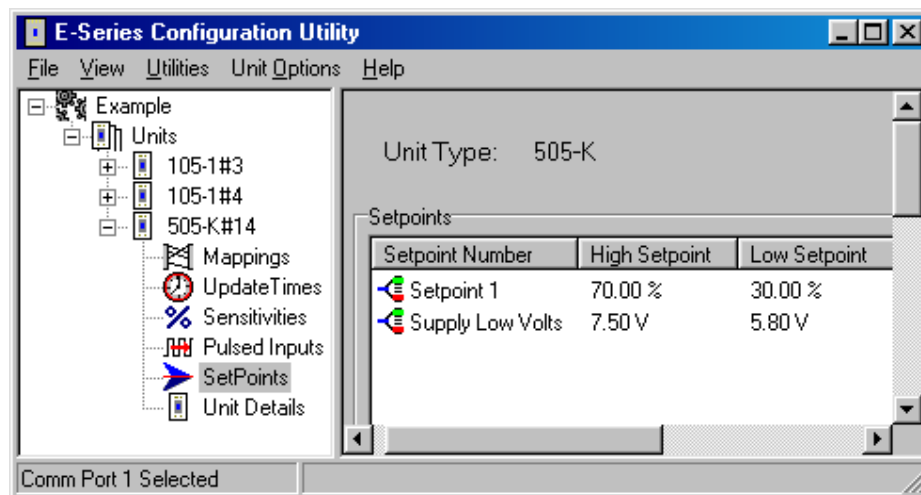 E-Series Configuration Utility
File View Utilities Unit Options Help
Example
Units
105-1#3
105-1#4
505-K#14
Mappings
UpdateTimes
Sensitivities
Pulsed Inputs
SetPoints
Unit Details
Unit Type: 505-K
Setpoints
Setpoint Number High Setpoint Low Setpoint
Setpoint 1 70.00 % 30.00 %
Supply Low Volts 7.50 V 5.80 V
Comm Port 1 Selected